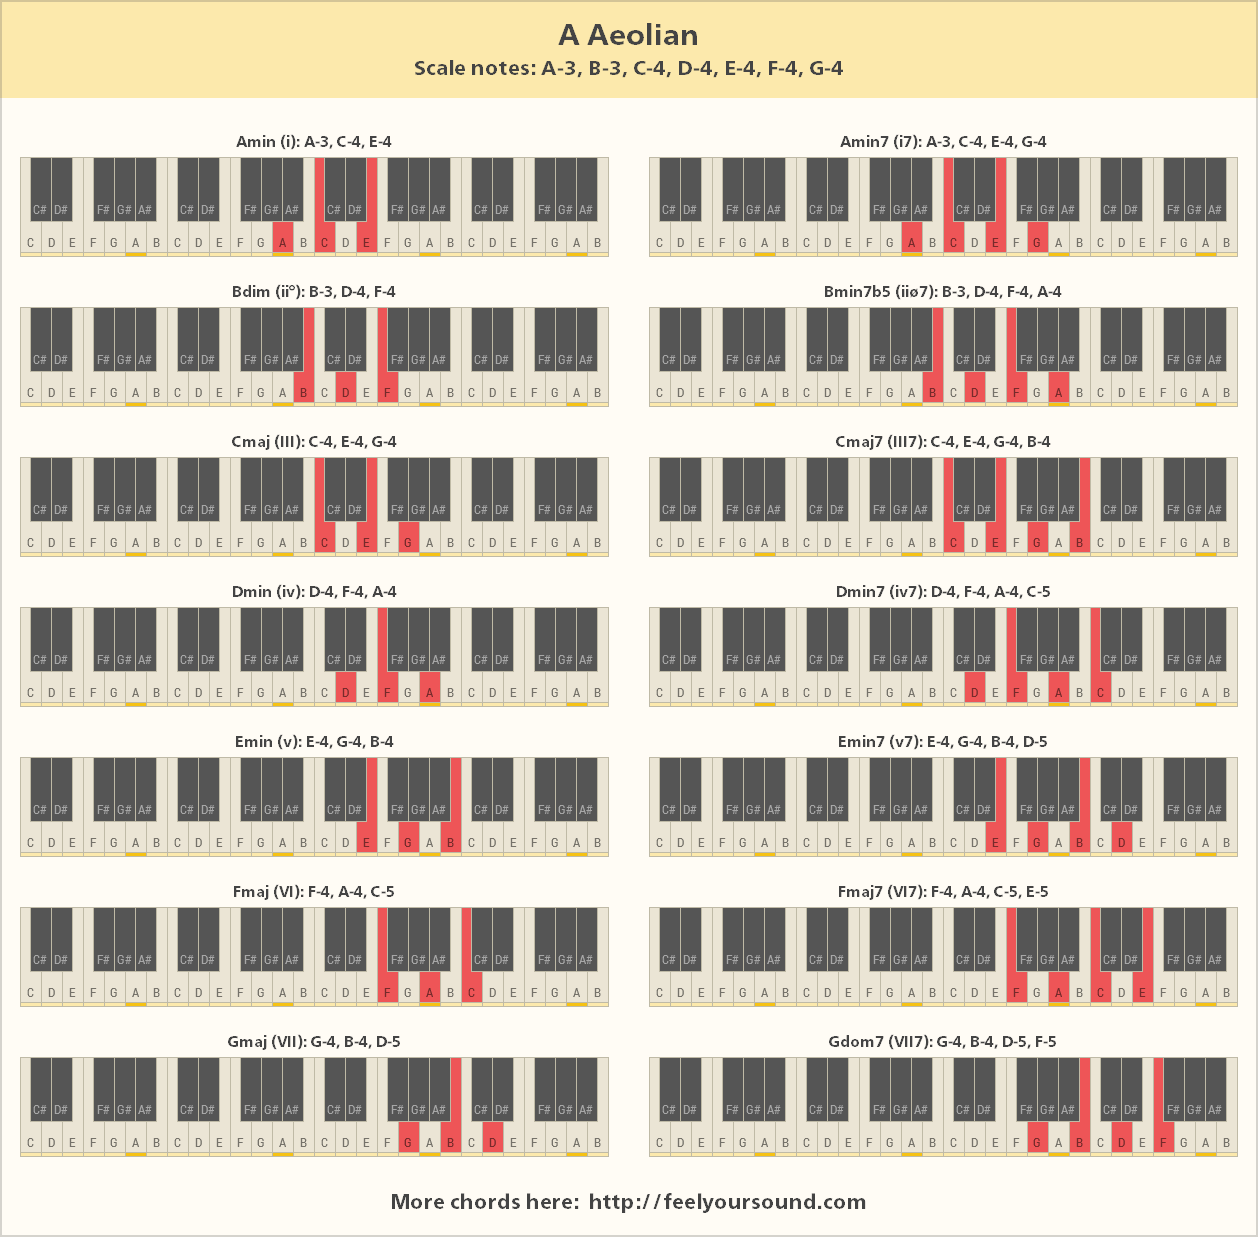 A Aeolian
Scale notes: A-3, B-3, C-4, D-4, E-4, F-4, G-4
Amin (i): A-3, C-4, E-4
C# D# F# G# A# C# D# F# G# A# C# D# F# G# A# C# D# F# G# A#
C D E F G A B C D E F G A B C D E F G A B C D E F G A B
Amin7 (i7): A-3, C-4, E-4, G-4
C# D# F# G# A# C# D# F# G# A# C# D# F# G# A# C# D# F# G# A#
C D E F G A B C D E F G A B C D E F G A B C D E F G A B
Bdim (ii°): B-3, D-4, F-4
C# D# F# G# A# C# D# F# G# A# C# D# F# G# A# C# D# F# G# A#
C D E F G A B C D E F G A B C D E F G A B C D E F G A B
Bmin7b5 (iiø7): B-3, D-4, F-4, A-4
C# D# F# G# A# C# D# F# G# A# C# D# F# G# A# C# D# F# G# A#
C D E F G A B C D E F G A B C D E F G A B C D E F G A B
Cmaj (III): C-4, E-4, G-4
C# D# F# G# A# C# D# F# G# A# C# D# F# G# A# C# D# F# G# A#
C D E F G A B C D E F G A B C D E F G A B C D E F G A B
Cmaj7 (III7): C-4, E-4, G-4, B-4
C# D# F# G# A# C# D# F# G# A# C# D# F# G# A# C# D# F# G# A#
C D E F G A B C D E F G A B C D E F G A B C D E F G A B
Dmin (iv): D-4, F-4, A-4
C# D# F# G# A# C# D# F# G# A# C# D# F# G# A# C# D# F# G# A#
C D E F G A B C D E F G A B C D E F G A B C D E F G A B
Dmin7 (iv7): D-4, F-4, A-4, C-5
C# D# F# G# A# C# D# F# G# A# C# D# F# G# A# C# D# F# G# A#
C D E F G A B C D E F G A B C D E F G A B C D E F G A B
Emin (v): E-4, G-4, B-4
C# D# F# G# A# C# D# F# G# A# C# D# F# G# A# C# D# F# G# A#
C D E F G A B C D E F G A B C D E F G A B C D E F G A B
Emin7 (v7): E-4, G-4, B-4, D-5
C# D# F# G# A# C# D# F# G# A# C# D# F# G# A# C# D# F# G# A#
C D E F G A B C D E F G A B C D E F G A B C D E F G A B
Fmaj (VI): F-4, A-4, C-5
C# D# F# G# A# C# D# F# G# A# C# D# F# G# A# C# D# F# G# A#
C D E F G A B C D E F G A B C D E F G A B C D E F G A B
Fmaj7 (VI7): F-4, A-4, C-5, E-5
C# D# F# G# A# C# D# F# G# A# C# D# F# G# A# C# D# F# G# A#
C D E F G A B C D E F G A B C D E F G A B C D E F G A B
Gmaj (VII): G-4, B-4, D-5
C# D# F# G# A# C# D# F# G# A# C# D# F# G# A# C# D# F# G# A#
C D E F G A B C D E F G A B C D E F G A B C D E F G A B
Gdom7 (VII7): G-4, B-4, D-5, F-5
C# D# F# G# A# C# D# F# G# A# C# D# F# G# A# C# D# F# G# A#
C D E F G A B C D E F G A B C D E F G A B C D E F G A B
More chords here: http://feelyoursound.com